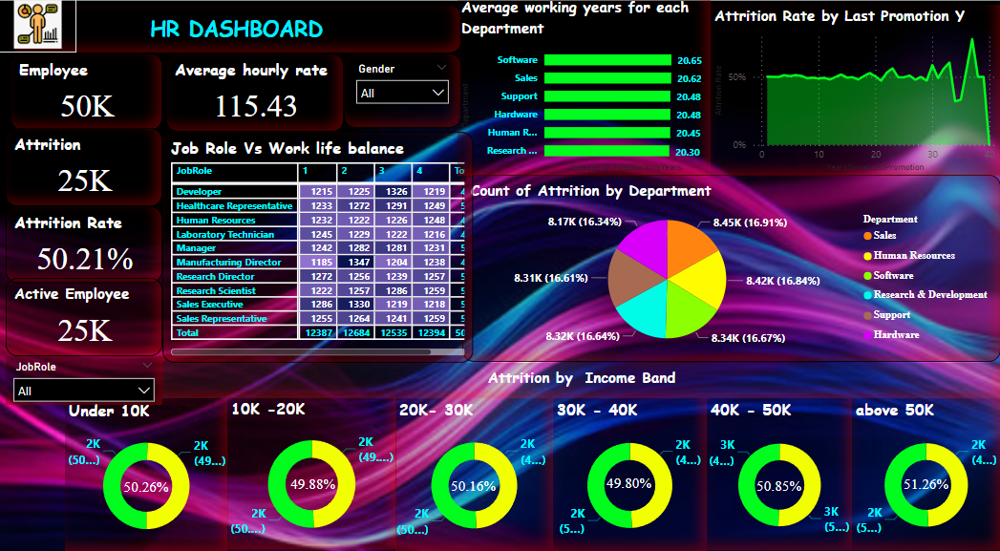 HR DASHBOARD
Employee
50K
Average hourly rate
115.43
Gender
All
Attrition
25K
Attrition Rate
50.21%
Active Employee
25K
JobRole
All
Job Role Vs Work life balance
JobRole 1 2 3 4 To
Developer 1215 1225 1326 1219 4
Healthcare Representative 1233 1272 1291 1249 5
Human Resources 1232 1222 1226 1248 4
Laboratory Technician 1245 1229 1222 1216 4
Manager 1242 1282 1281 1231 5
Manufacturing Director 1185 1347 1204 1238 4
Research Director 1272 1256 1239 1257 5
Research Scientist 1222 1257 1286 1259 5
Sales Executive 1286 1330 1219 1218 5
Sales Representative 1255 1264 1241 1259 5
Total 12387 12684 12535 12394 50
Average working years for each
Department
Software 20.65
Sales 20.62
Support 20.48
Hardware 20.48
Human R... 20.45
Research ... 20.30
Attrition Rate by Last Promotion Y
Attrition Rate
50%
0%
0 10 20 30 40
Count of Attrition by Department
8.17K (16.34%)
8.45K (16.91%)
8.31K (16.61%)
8.42K (16.84%)
8.32K (16.64%)
8.34K (16.67%)
Department
Sales
Human Resources
Software
Research & Development
Support
Hardware
Attrition by Income Band
Under 10K
2K
(50...)
2K
(49...)
50.26%
10K -20K
2K
(49....)
49.88%
2K
(50....)
20K- 30K
2K
(4...)
50.16%
2K
(50...)
30K - 40K
2K
(4...)
49.80%
2K
(5...)
40K - 50K
3K
(4...)
50.85%
3K
(5...)
above 50K
2K
(4...)
51.26%
2K
(5...)